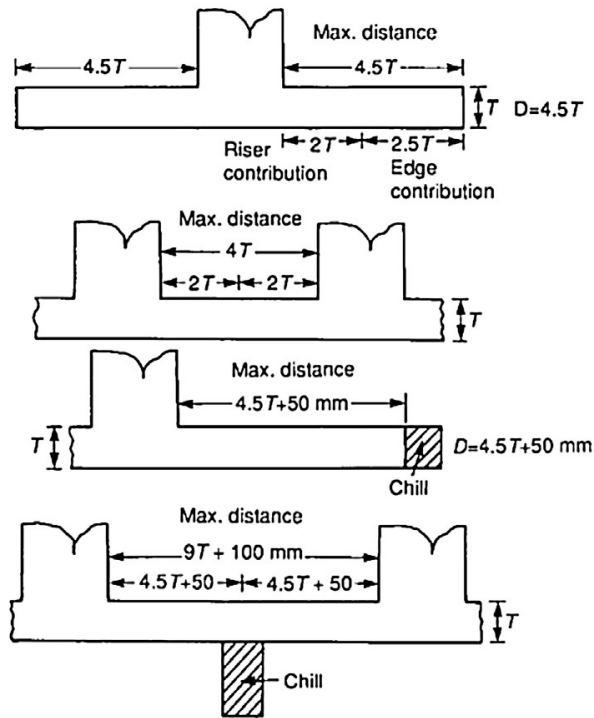 Max. distance
4.5T
4.5T
T
D=4.5T
2T
2.5T
Riser
contribution
Edge
contribution
Max. distance
4T
2T
2T
T
Max. distance
4.5T+50 mm
T
D=4.5T+50 mm
Chill
Max. distance
9T + 100 mm
4.5T+50
4.5T + 50
T
Chill